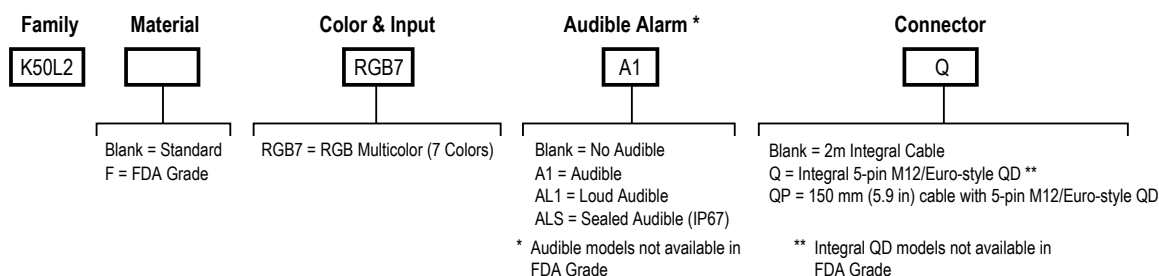 Family Material Color & Input Audible Alarm * Connector
K50L2 RGB7 A1 Q
Blank = Standard
F = FDA Grade
RGB7 = RGB Multicolor (7 Colors)
Blank = No Audible
A1 = Audible
AL1 = Loud Audible
ALS = Sealed Audible (IP67)
* Audible models not available in
FDA Grade
Blank = 2m Integral Cable
Q = Integral 5-pin M12/Euro-style QD **
QP = 150 mm (5.9 in) cable with 5-pin M12/Euro-style QD
** Integral QD models not available in
FDA Grade